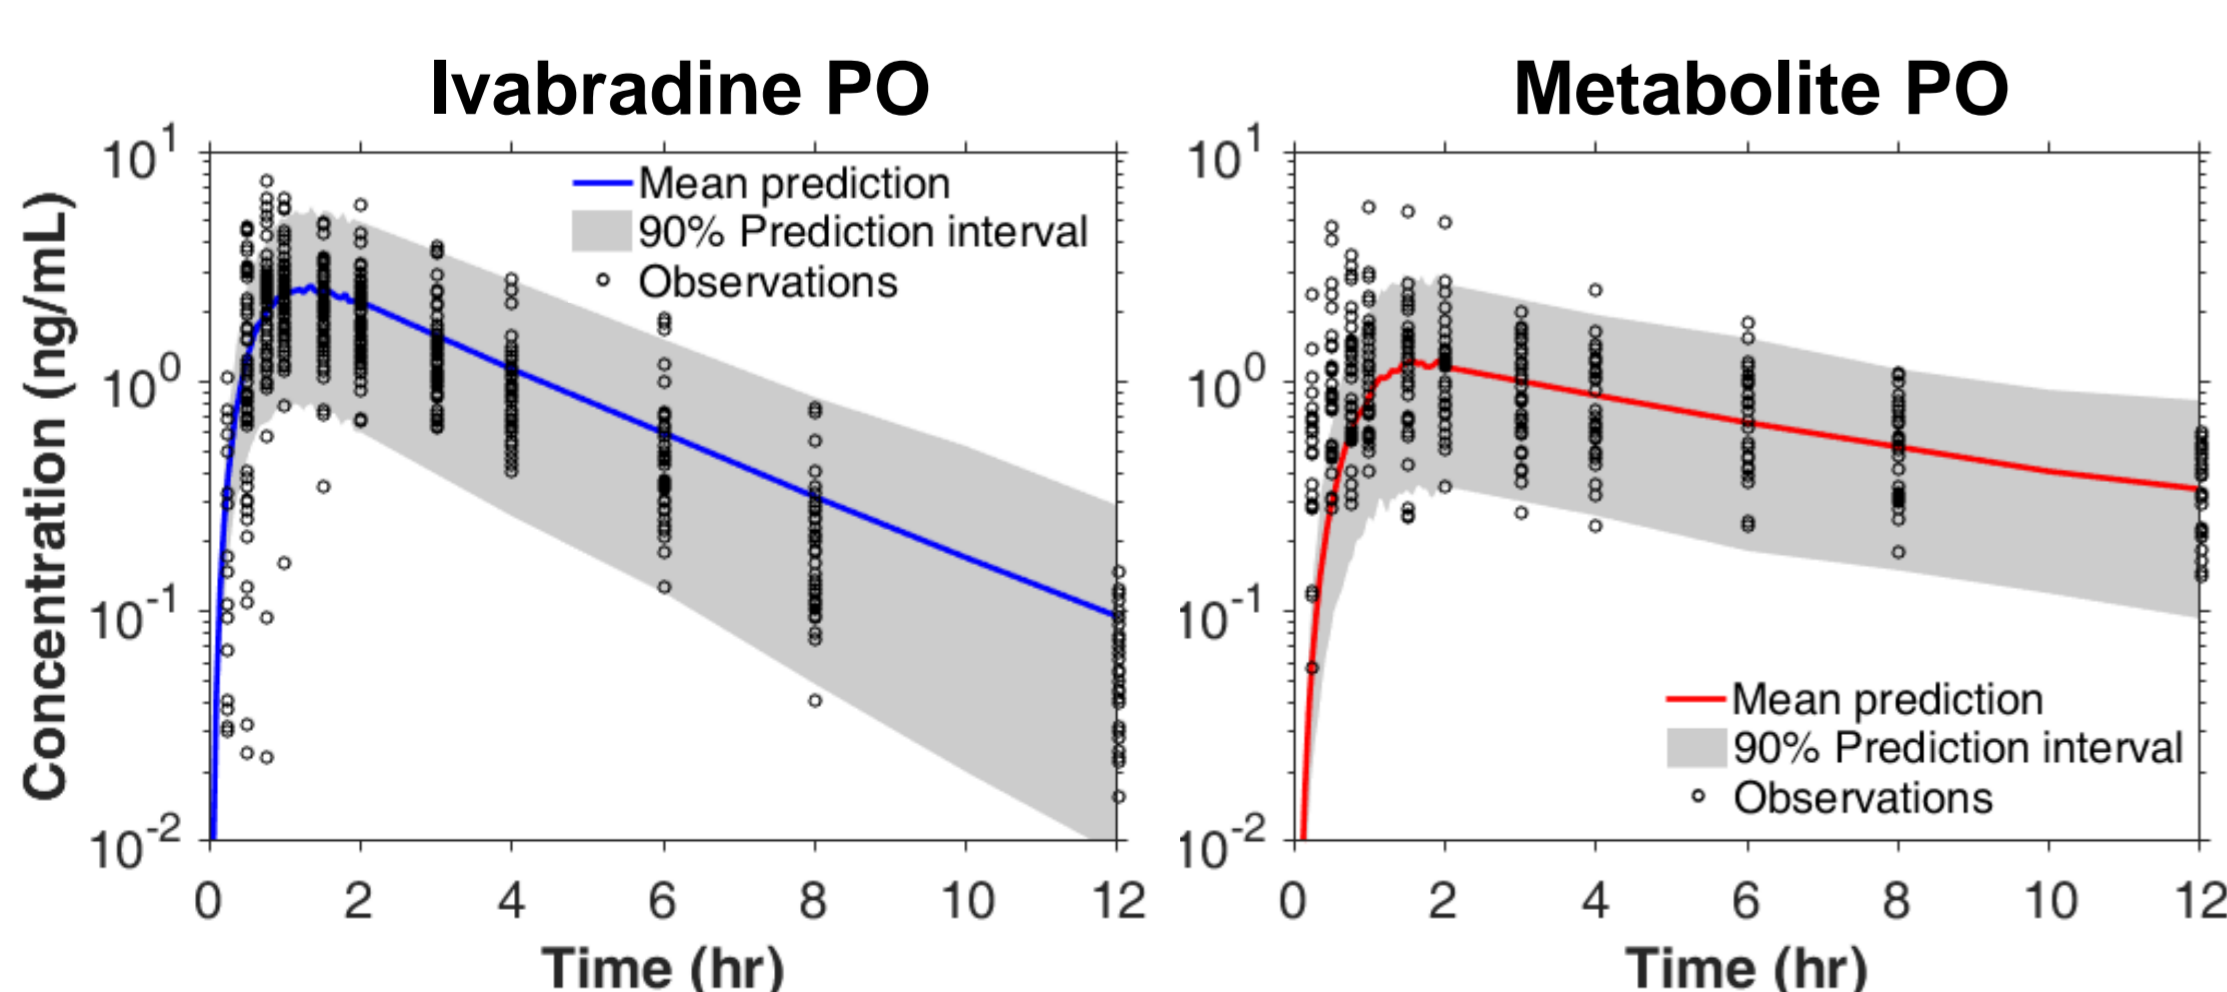 Ivabradine PO
10^1
10^0
10^-1
10^-2
Concentration (ng/mL)
Mean prediction
90% Prediction interval
Observations
0 2 4 6 8 10 12
Time (hr)
Metabolite PO
10^1
10^0
10^-1
10^-2
Mean prediction
90% Prediction interval
Observations
0 2 4 6 8 10 12
Time (hr)